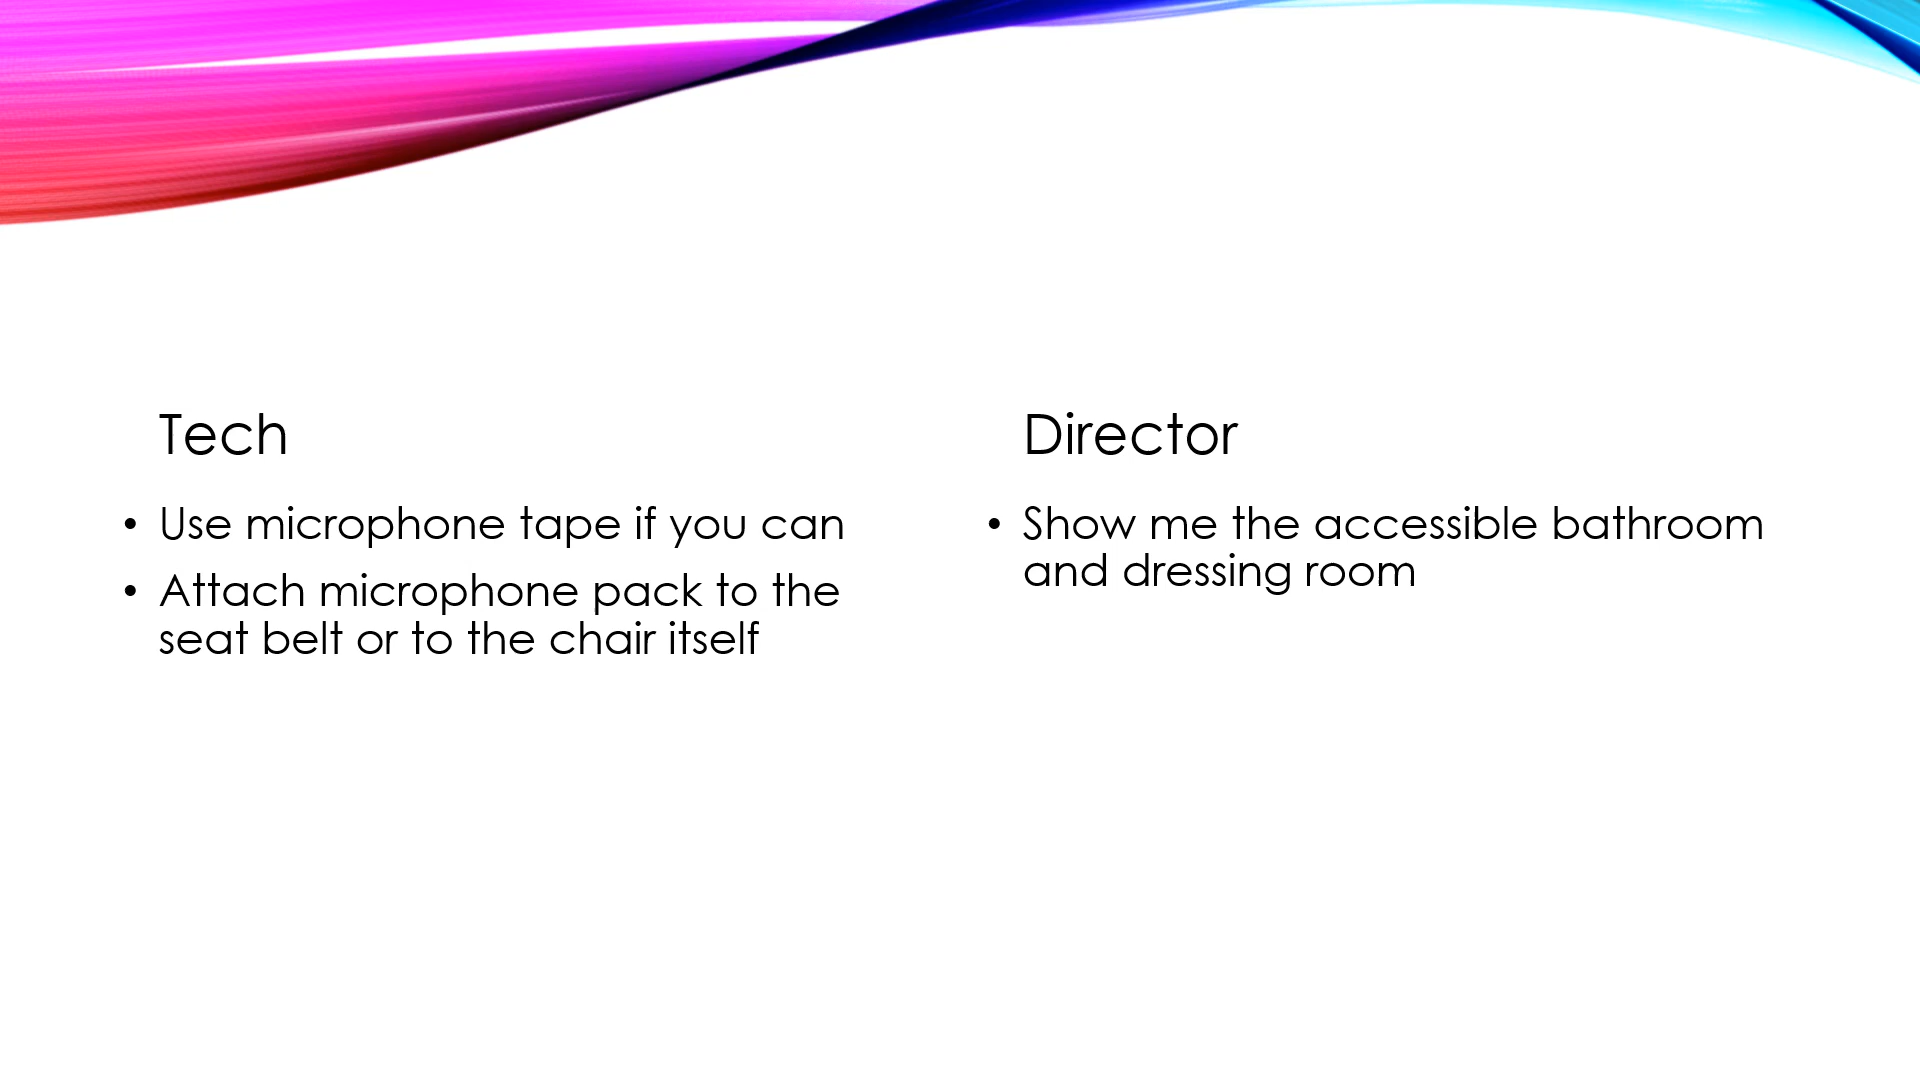 Tech
• Use microphone tape if you can
• Attach microphone pack to the
seat belt or to the chair itself
Director
• Show me the accessible bathroom
and dressing room